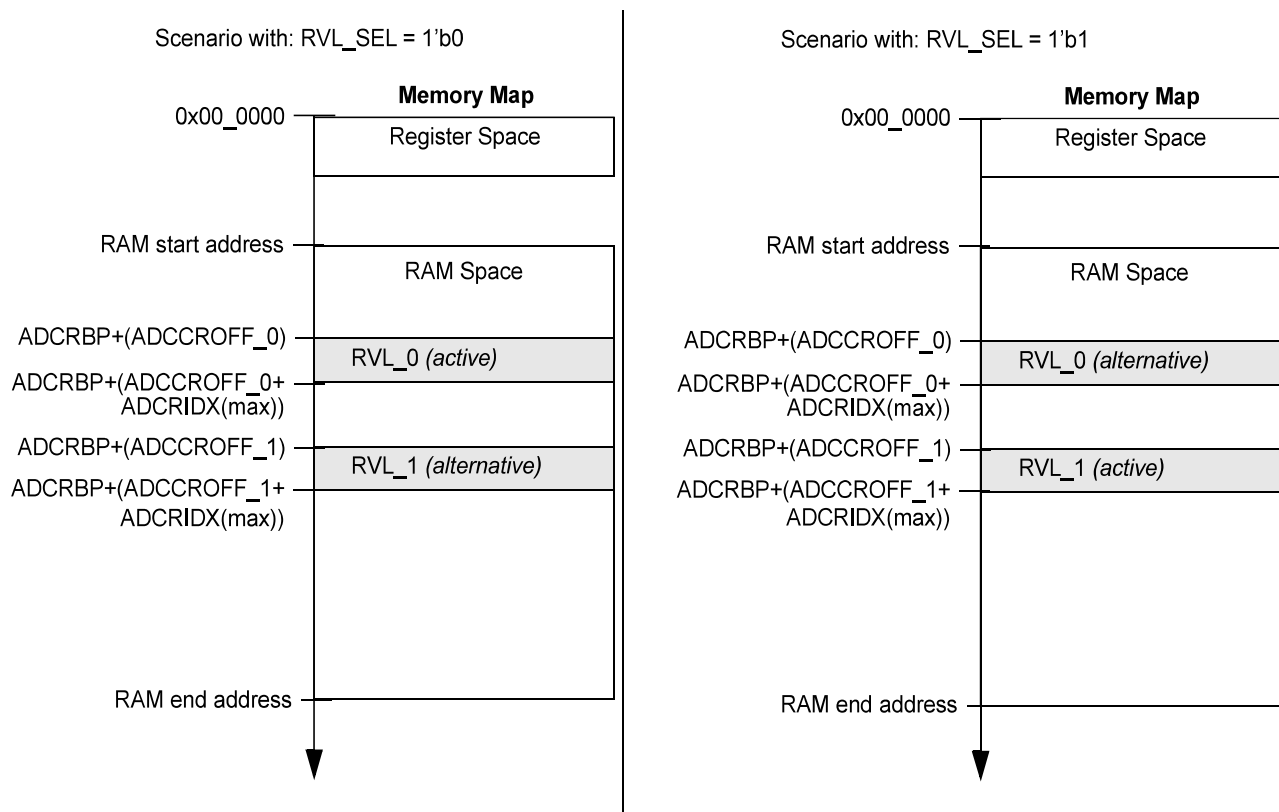 Scenario with: RVL_SEL = 1’b0
Memory Map
0x00_0000
Register Space
RAM start address
RAM Space
ADCRBP+(ADCCROFF_0)
RVL_0 (active)
ADCRBP+(ADCCROFF_0+
ADCRIDX(max))
ADCRBP+(ADCCROFF_1)
RVL_1 (alternative)
ADCRBP+(ADCCROFF_1+
ADCRIDX(max))
RAM end address
Scenario with: RVL_SEL = 1’b1
Memory Map
0x00_0000
Register Space
RAM start address
RAM Space
ADCRBP+(ADCCROFF_0)
RVL_0 (alternative)
ADCRBP+(ADCCROFF_0+
ADCRIDX(max))
ADCRBP+(ADCCROFF_1)
RVL_1 (active)
ADCRBP+(ADCCROFF_1+
ADCRIDX(max))
RAM end address